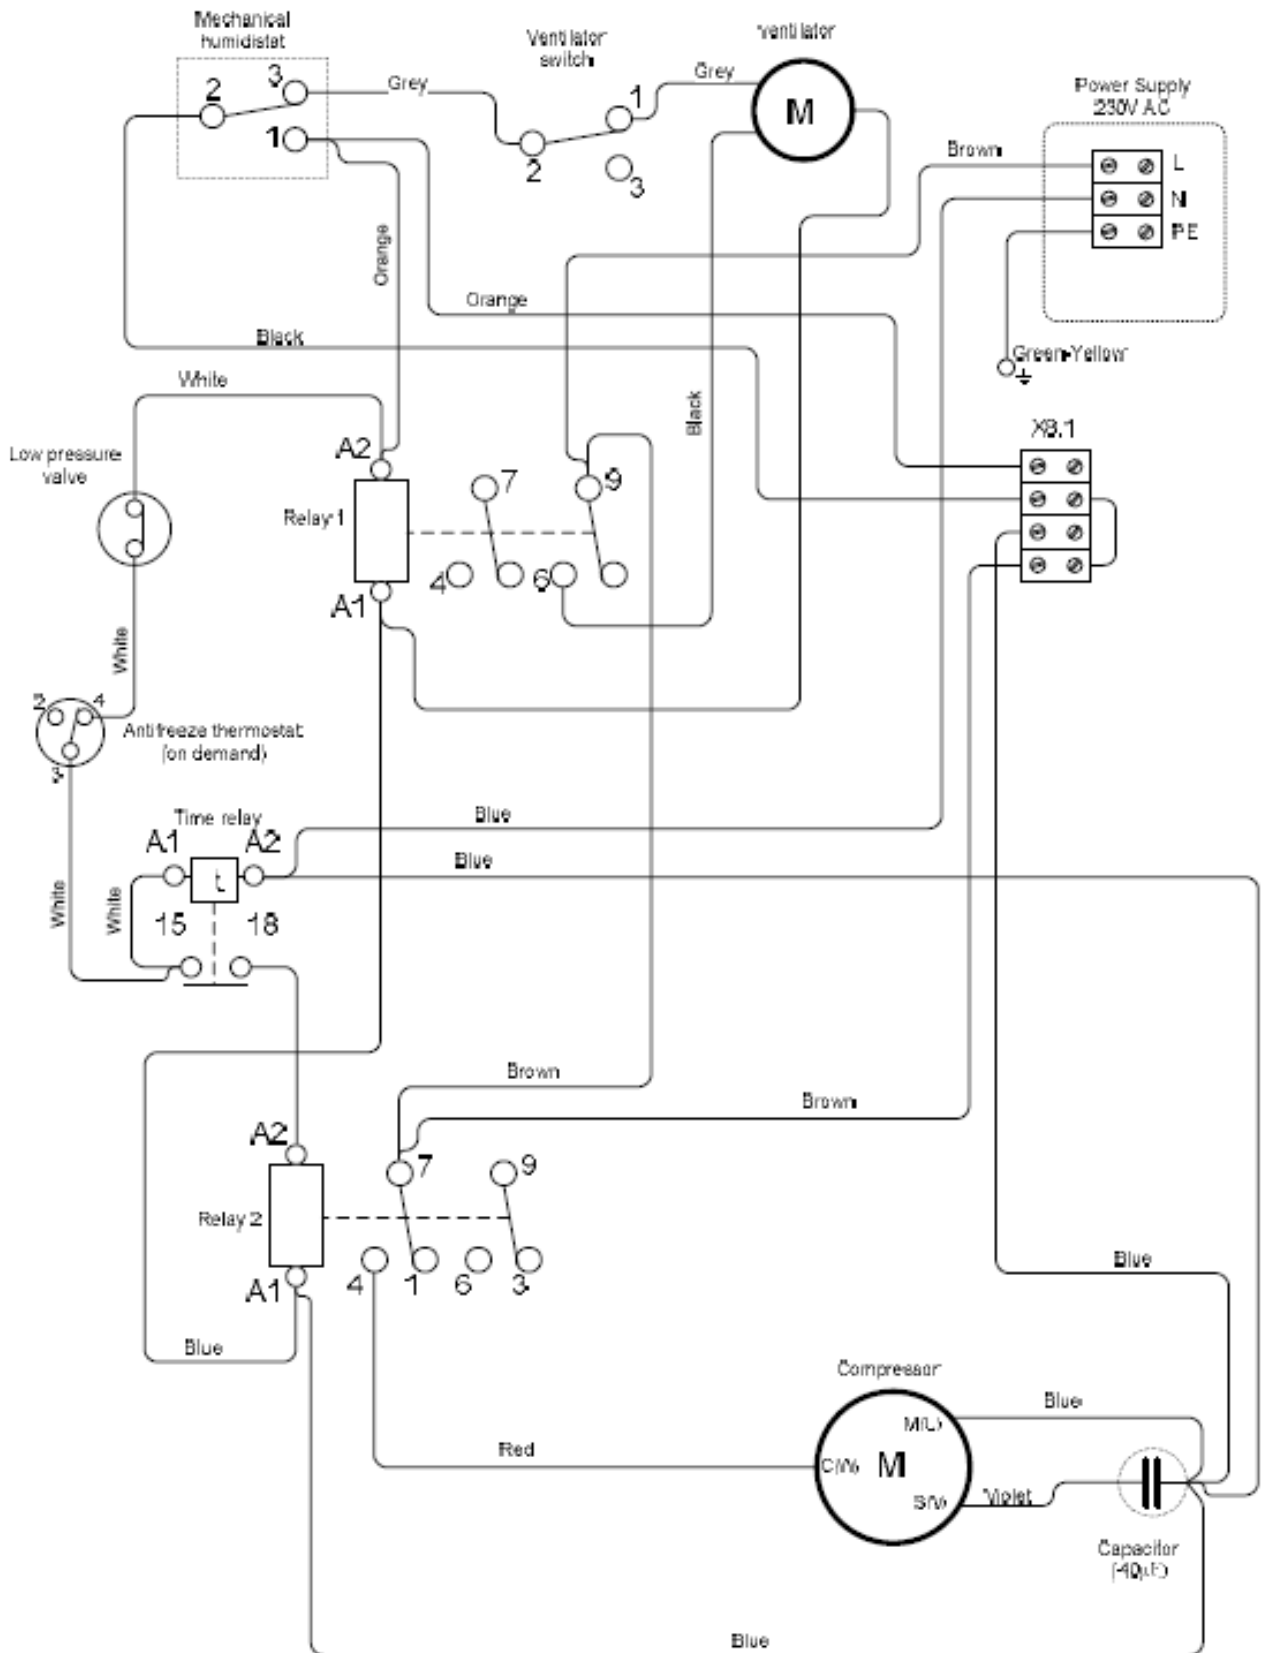 Mechanical
humidistat
Ventilator
switch
ventilator
Power Supply
230V AC
3
2
1
Grey
1
2
3
Grey
M
Brown
L
N
PE
Orange
Orange
Black
Green-Yellow
White
Black
X8.1
Low pressure
valve
A2
Relay 1
A1
7
9
4
6
White
2
4
Antifreeze thermostat
(on demand)
Time relay
A1
A2
t
15
18
Blue
Blue
White
White
Brown
Brown
A2
Relay 2
A1
7
9
4
1
6
3
Blue
Blue
Compressor
M
Blue
Red
Violet
Capacitor
Blue